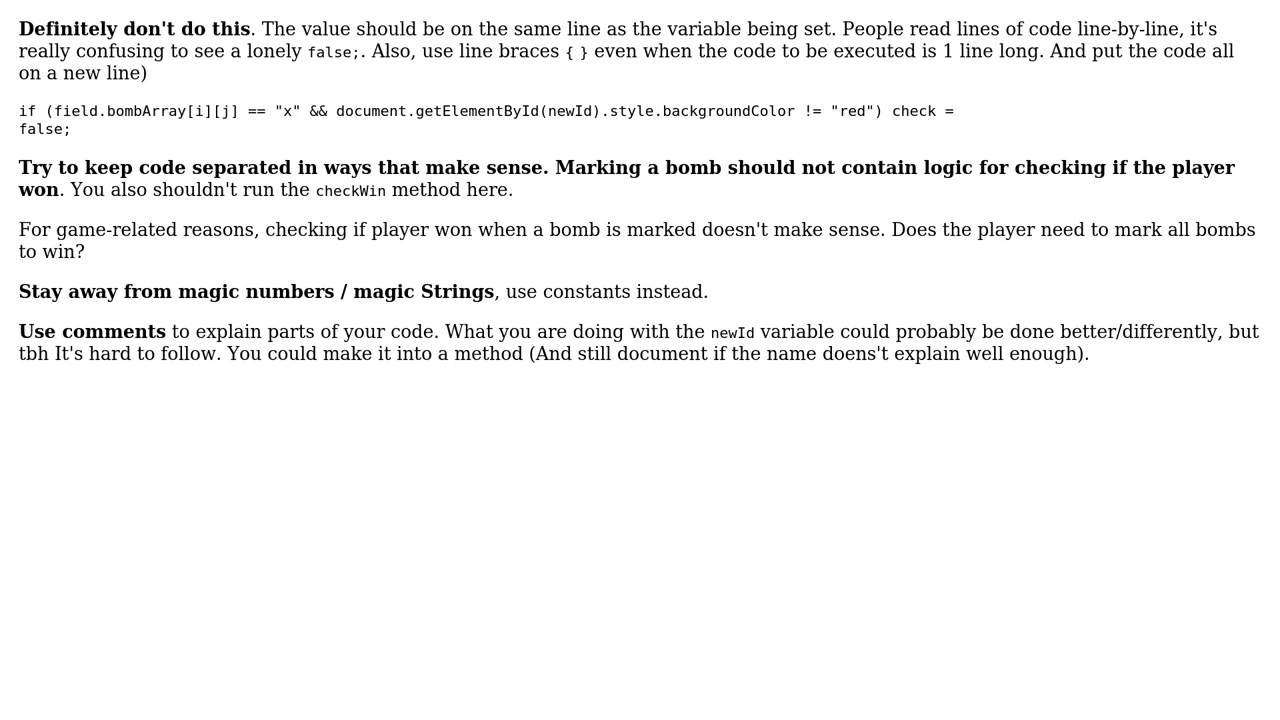 Definitely don't do this. The value should be on the same line as the variable being set. People read lines of code line-by-line, it's
really confusing to see a lonely false;. Also, use line braces { } even when the code to be executed is 1 line long. And put the code all
on a new line)
if (field.bombArray[i][j] == "x" && document.getElementById(newId).style.backgroundColor != "red") check =
false;
Try to keep code separated in ways that make sense. Marking a bomb should not contain logic for checking if the player
won. You also shouldn't run the checkWin method here.
For game-related reasons, checking if player won when a bomb is marked doesn't make sense. Does the player need to mark all bombs
to win?
Stay away from magic numbers / magic Strings, use constants instead.
Use comments to explain parts of your code. What you are doing with the newId variable could probably be done better/differently, but
tbh It's hard to follow. You could make it into a method (And still document if the name doens't explain well enough).